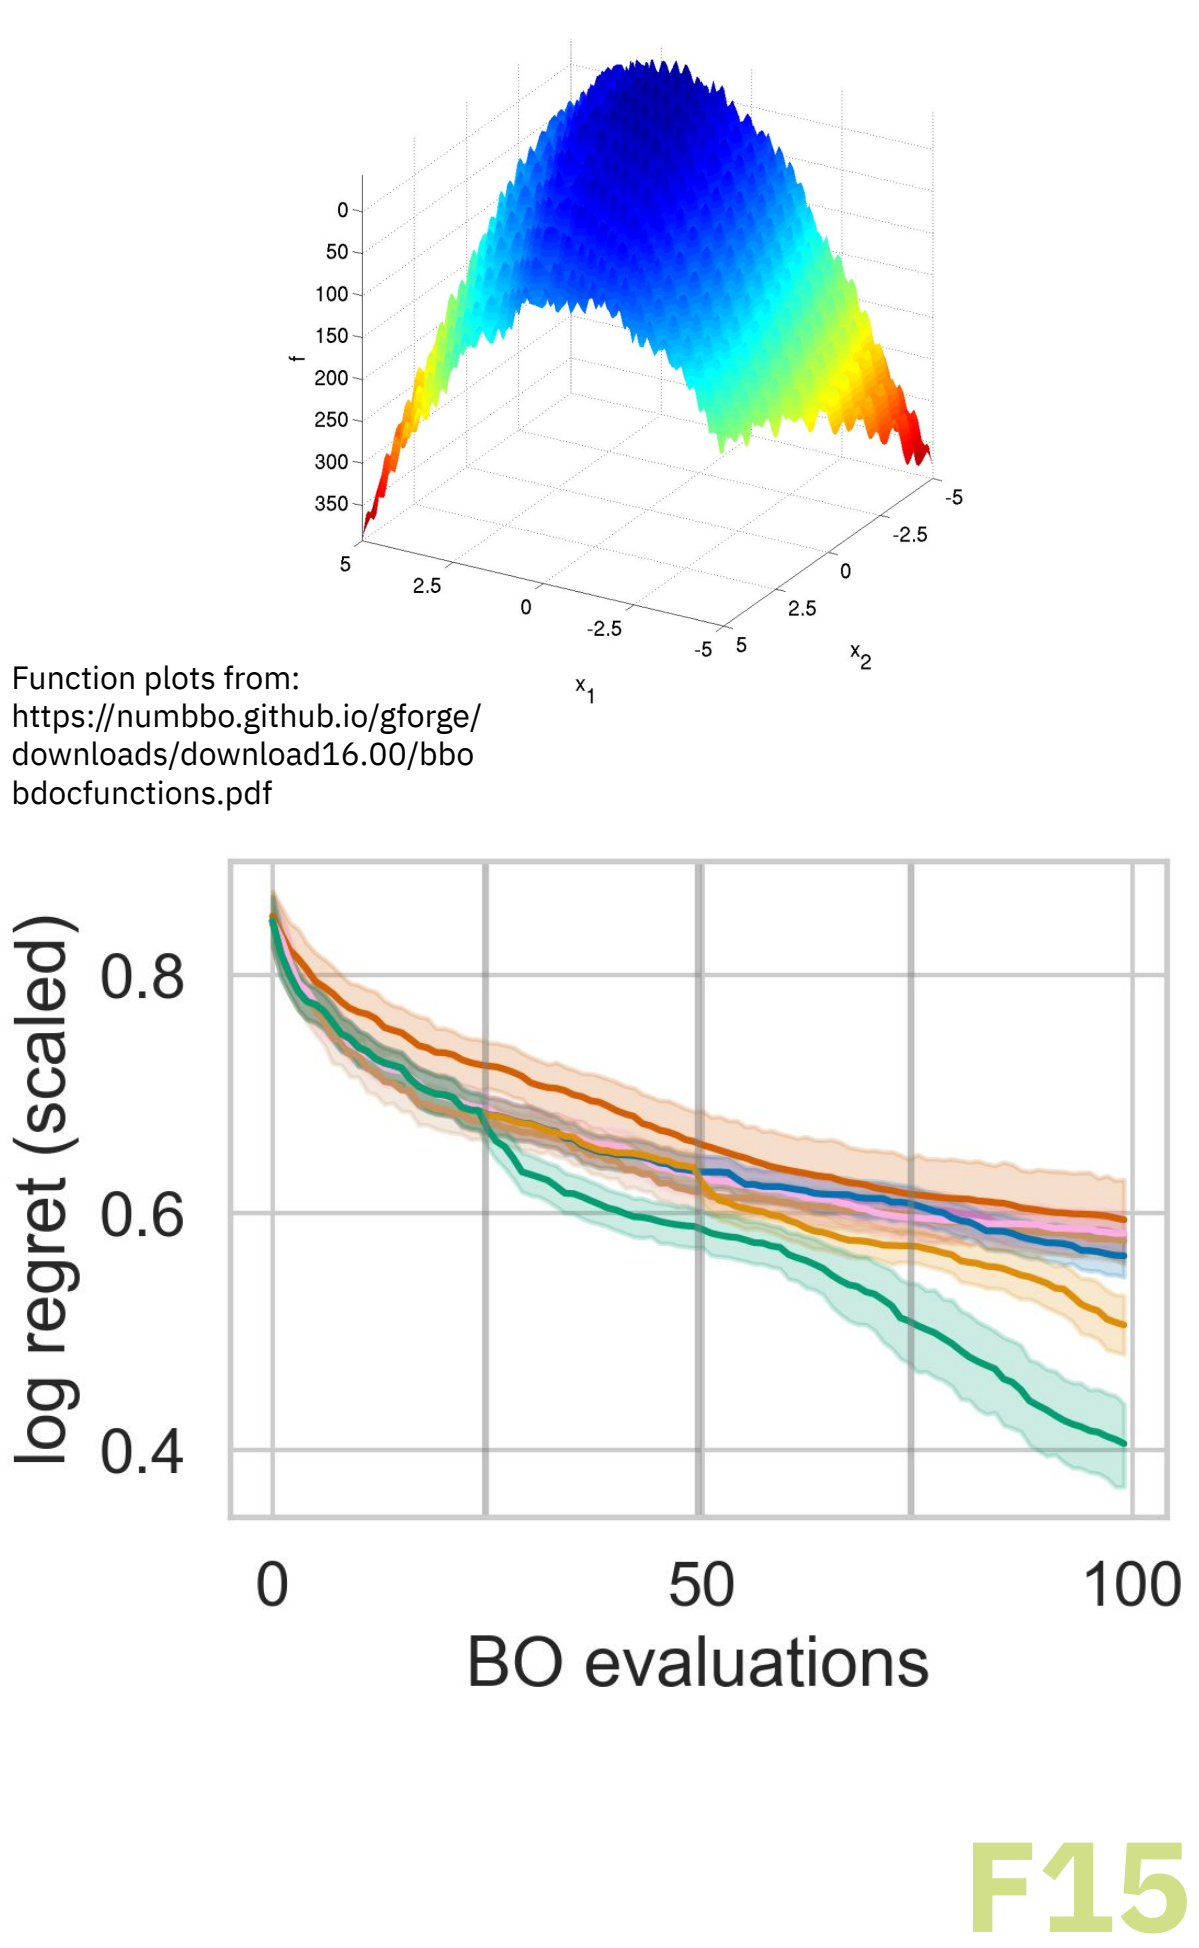 0
50
100
150
200
250
300
350
f
5
2.5
0
-2.5
-5
x1
5
2.5
0
-2.5
-5
x2
Function plots from:
https://numbbo.github.io/gforge/
downloads/download16.00/bbo
bdocfunctions.pdf
log regret (scaled)
0.8
0.6
0.4
0 50 100
BO evaluations
F15